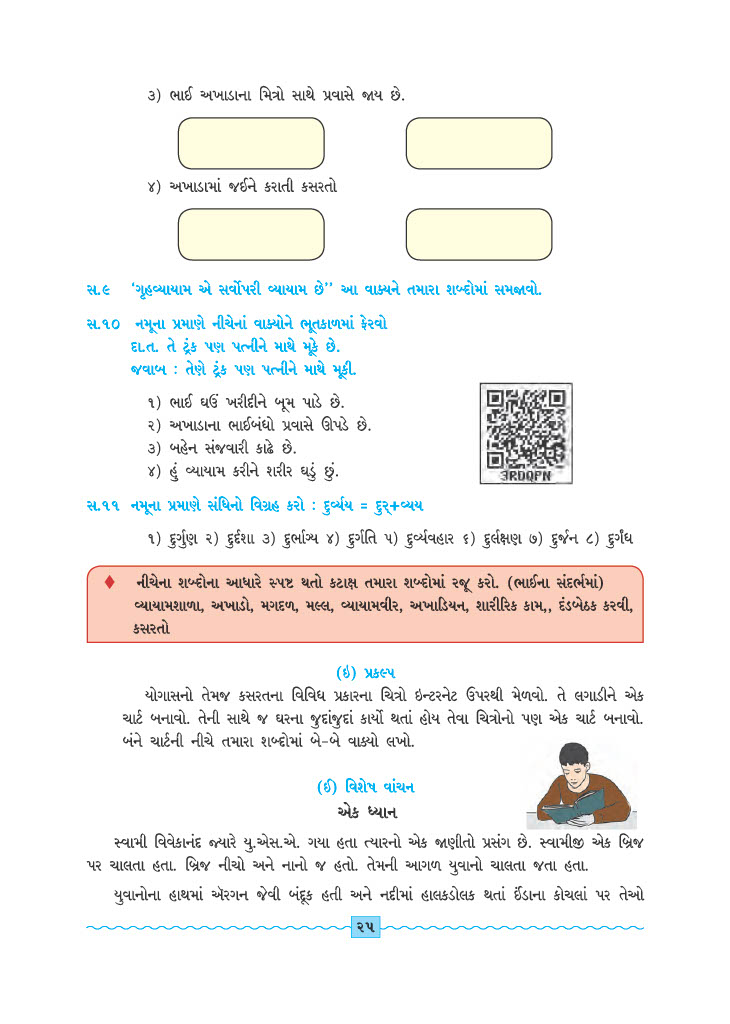 ૩) ભાઈ અખાડાના મિત્રો સાથે પ્રવાસે જાય છે.
૪) અખાડામાં જઈને કરાતી કસરતો
સ.૯ ‘ગૃહવ્યાયામ એ સર્વોપરી વ્યાયામ છે’’ આ વાક્યને તમારા શબ્દોમાં સમજાવો.
સ.૧૦ નમૂના પ્રમાણે નીચેનાં વાક્યોને ભૂતકાળમાં ફેરવો
દા.ત. તે ટ્રંક પણ પત્નીને માથે મૂકે છે.
જવાબ : તેણે ટ્રંક પણ પત્નીને માથે મૂકી.
૧) ભાઈ ઘઉં ખરીદીને બૂમ પાડે છે.
૨) અખાડાના ભાઈબંધો પ્રવાસે ઊપડે છે.
૩) બહેન સંજવારી કાઢે છે.
૪) હું વ્યાયામ કરીને શરીર ઘડું છું.
3RDQPN
સ.૧૧ નમૂના પ્રમાણે સંધિનો વિગ્રહ કરો : દુર્વ્યય = દુર્+વ્યય
૧) દુર્ગુણ ૨) દુર્દશા ૩) દુર્ભાગ્ય ૪) દુર્ગતિ ૫) દુર્વ્યવહાર ૬) દુર્લક્ષણ ૭) દુર્જન ૮) દુર્ગંધ
♦ નીચેના શબ્દોના આધારે સ્પષ્ટ થતો કટાક્ષ તમારા શબ્દોમાં રજૂ કરો. (ભાઈના સંદર્ભમાં)
વ્યાયામશાળા, અખાડો, મગદળ, મલ્લ, વ્યાયામવીર, અખાડિયન, શારીરિક કામ,, દંડબેઠક કરવી,
કસરતો
(ઇ) પ્રકલ્પ
યોગાસનો તેમજ કસરતના વિવિધ પ્રકારના ચિત્રો ઇન્ટરનેટ ઉપરથી મેળવો. તે લગાડીને એક
ચાર્ટ બનાવો. તેની સાથે જ ઘરના જુદાંજુદાં કાર્યો થતાં હોય તેવા ચિત્રોનો પણ એક ચાર્ટ બનાવો.
બંને ચાર્ટની નીચે તમારા શબ્દોમાં બે-બે વાક્યો લખો.
(ઈ) વિશેષ વાંચન
એક ધ્યાન
સ્વામી વિવેકાનંદ જ્યારે યુ.એસ.એ. ગયા હતા ત્યારનો એક જાણીતો પ્રસંગ છે. સ્વામીજી એક બ્રિજ
પર ચાલતા હતા. બ્રિજ નીચો અને નાનો જ હતો. તેમની આગળ યુવાનો ચાલતા જતા હતા.
યુવાનોના હાથમાં ઍરગન જેવી બંદૂક હતી અને નદીમાં હાલકડોલક થતાં ઈંડાના કોચલાં પર તેઓ
૨૫